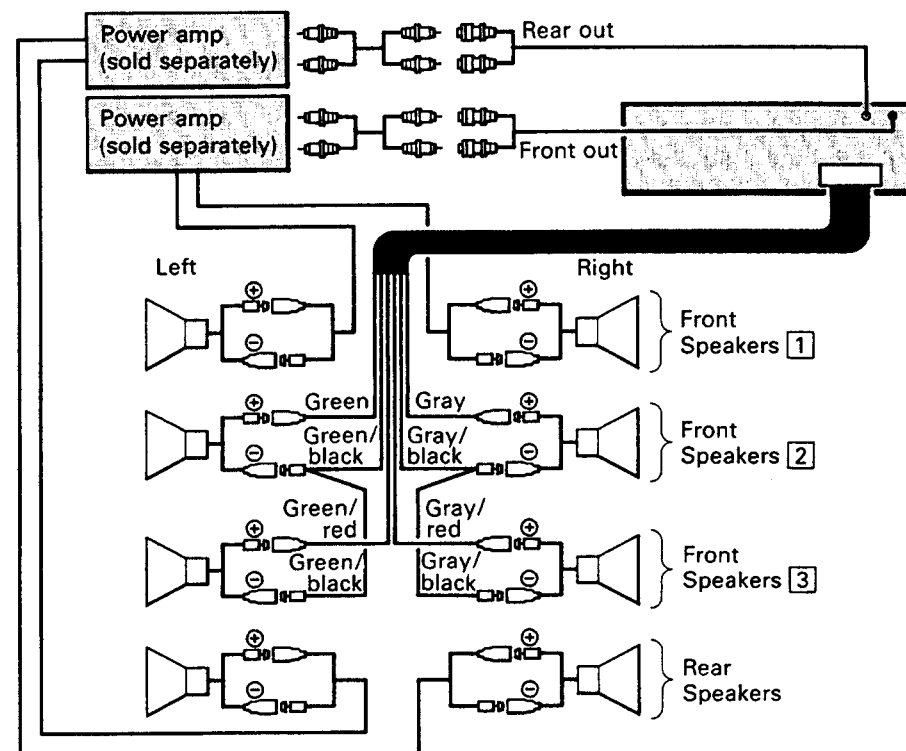 Power amp
(sold separately)
Rear out
Power amp
(sold separately)
Front out
Left
Right
⊕
⊖
⊕
⊖
Front
Speakers 1
Green
Green/
black
⊕
⊖
Gray
Gray/
black
⊕
⊖
Front
Speakers 2
Green/
red
Green/
black
⊕
⊖
Gray/
red
Gray/
black
⊕
⊖
Front
Speakers 3
⊕
⊖
⊕
⊖
Rear
Speakers